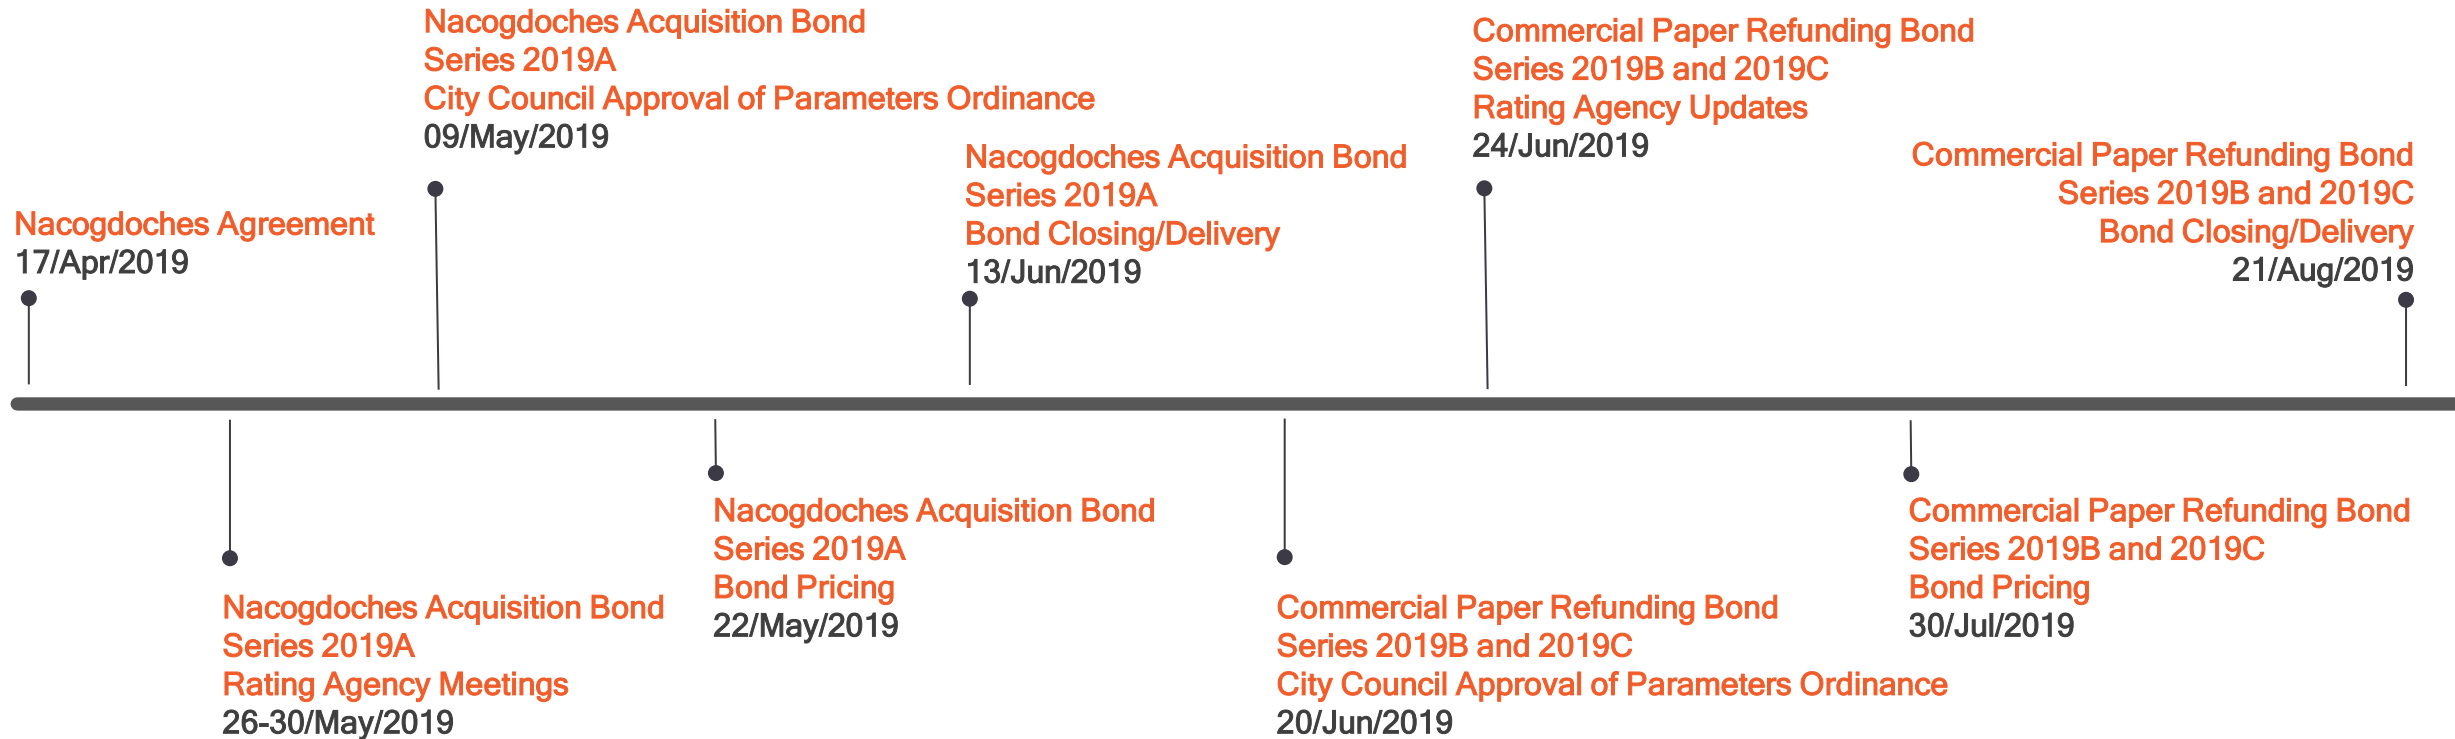 Nacogdoches Agreement
17/Apr/2019
Nacogdoches Acquisition Bond
Series 2019A
Rating Agency Meetings
26-30/May/2019
Nacogdoches Acquisition Bond
Series 2019A
City Council Approval of Parameters Ordinance
09/May/2019
Nacogdoches Acquisition Bond
Series 2019A
Bond Pricing
22/May/2019
Nacogdoches Acquisition Bond
Series 2019A
Bond Closing/Delivery
13/Jun/2019
Commercial Paper Refunding Bond
Series 2019B and 2019C
City Council Approval of Parameters Ordinance
20/Jun/2019
Commercial Paper Refunding Bond
Series 2019B and 2019C
Rating Agency Updates
24/Jun/2019
Commercial Paper Refunding Bond
Series 2019B and 2019C
Bond Pricing
30/Jul/2019
Commercial Paper Refunding Bond
Series 2019B and 2019C
Bond Closing/Delivery
21/Aug/2019